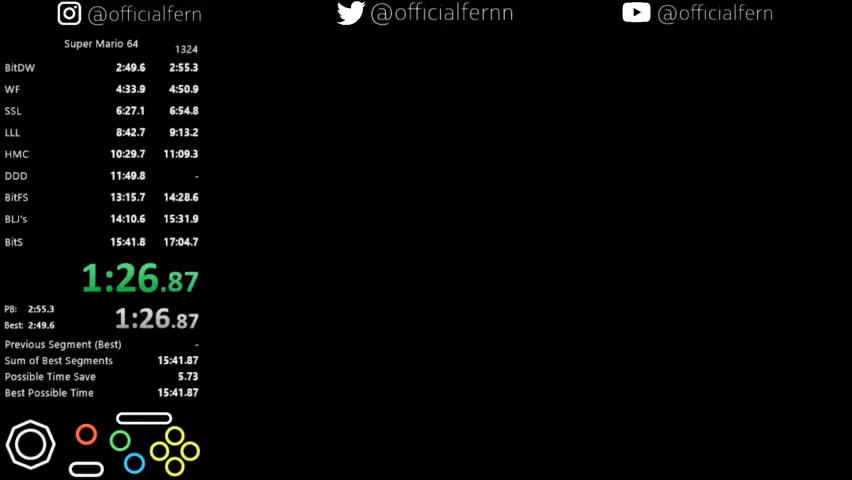 @officialfern @officialfernn @officialfern
Super Mario 64 1324
BitDW 2:49.6 2:55.3
WF 4:33.9 4:50.9
SSL 6:27.1 6:54.8
LLL 8:42.7 9:13.2
HMC 10:29.7 11:09.3
DDD 11:49.8 -
BitFS 13:15.7 14:28.6
BLJ's 14:10.6 15:31.9
BitS 15:41.8 17:04.7
1:26.87
PB: 2:55.3
Best: 2:49.6 1:26.87
Previous Segment (Best) -
Sum of Best Segments 15:41.87
Possible Time Save 5.73
Best Possible Time 15:41.87